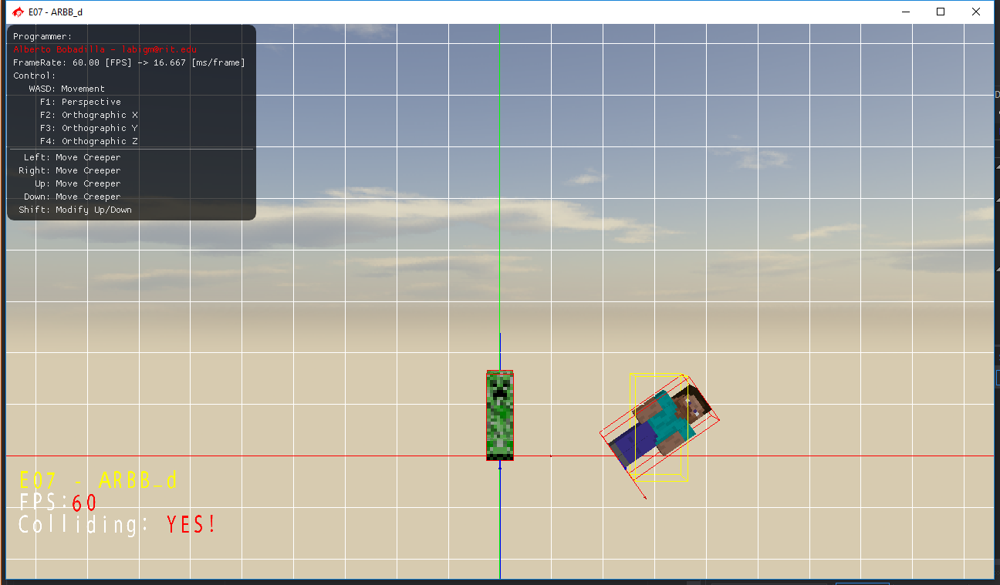 E07 - ARBB_d
Programmer:
Alberto Bobadilla - labigm@rit.edu
FrameRate: 60.00 [FPS] -> 16.667 [ms/frame]
Control:
WASD: Movement
F1: Perspective
F2: Orthographic X
F3: Orthographic Y
F4: Orthographic Z
Left: Move Creeper
Right: Move Creeper
Up: Move Creeper
Down: Move Creeper
Shift: Modify Up/Down
E07 - ARBB_d
FPS:60
Colliding: YES!